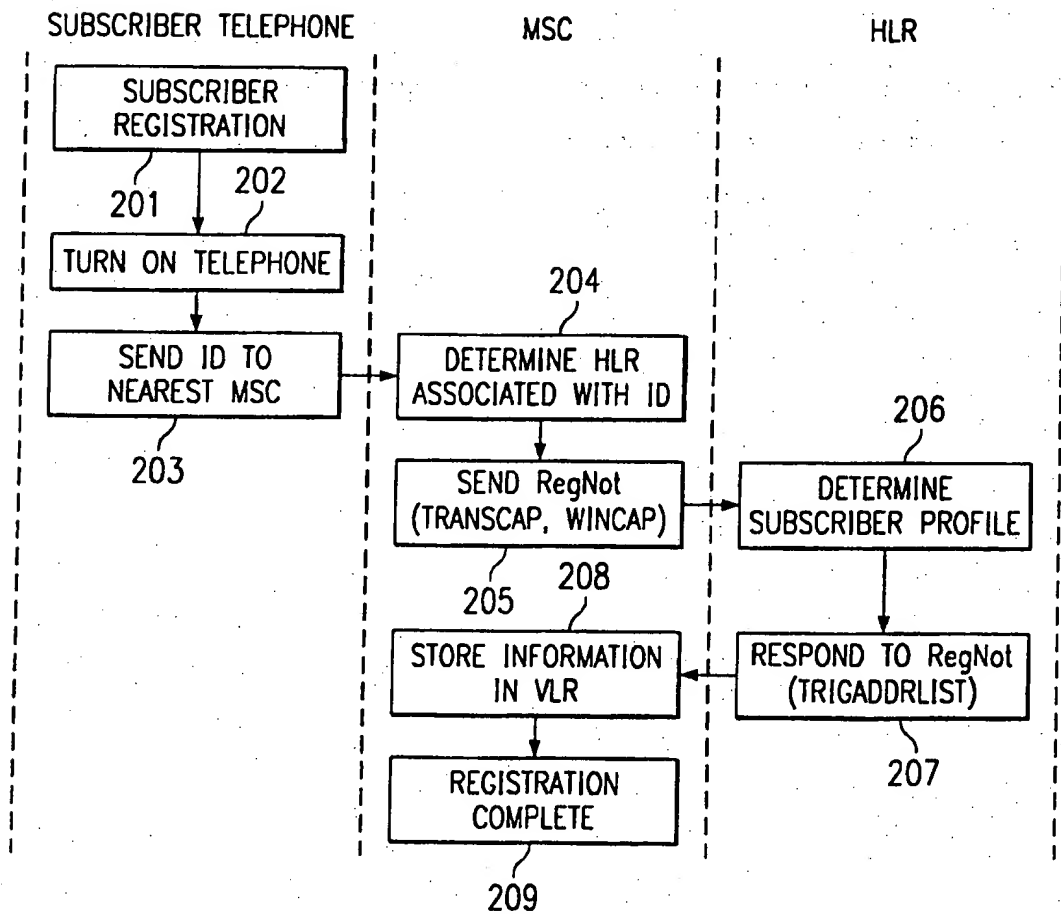 SUBSCRIBER TELEPHONE
MSC
HLR
SUBSCRIBER
REGISTRATION
201
202
TURN ON TELEPHONE
SEND ID TO
NEAREST MSC
203
204
DETERMINE HLR
ASSOCIATED WITH ID
SEND RegNot
(TRANSCAP, WINCAP)
205
206
DETERMINE
SUBSCRIBER PROFILE
RESPOND TO RegNot
(TRIGADDRLIST)
207
208
STORE INFORMATION
IN VLR
REGISTRATION
COMPLETE
209